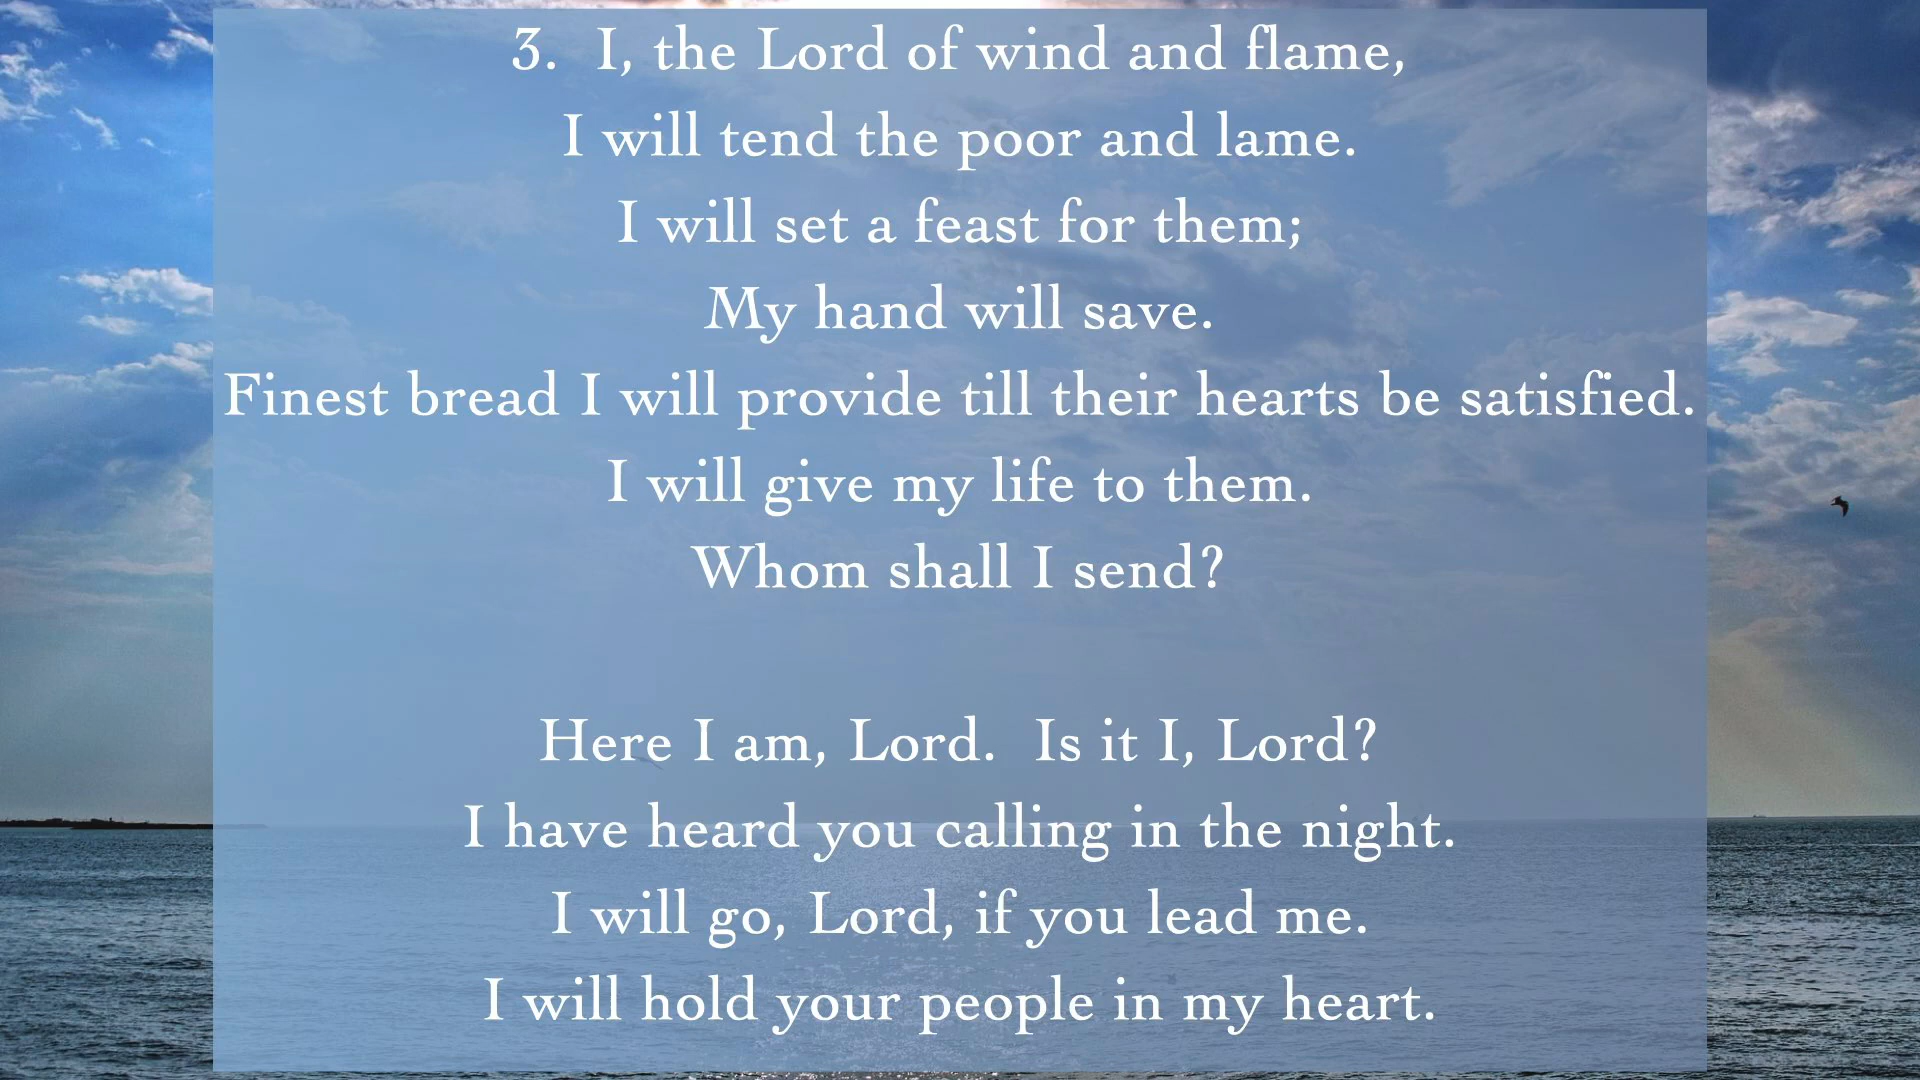 3.  I, the Lord of wind and flame,
I will tend the poor and lame.
I will set a feast for them;
My hand will save.
Finest bread I will provide till their hearts be satisfied.
I will give my life to them.
Whom shall I send?
Here I am, Lord.  Is it I, Lord?
I have heard you calling in the night.
I will go, Lord, if you lead me.
I will hold your people in my heart.